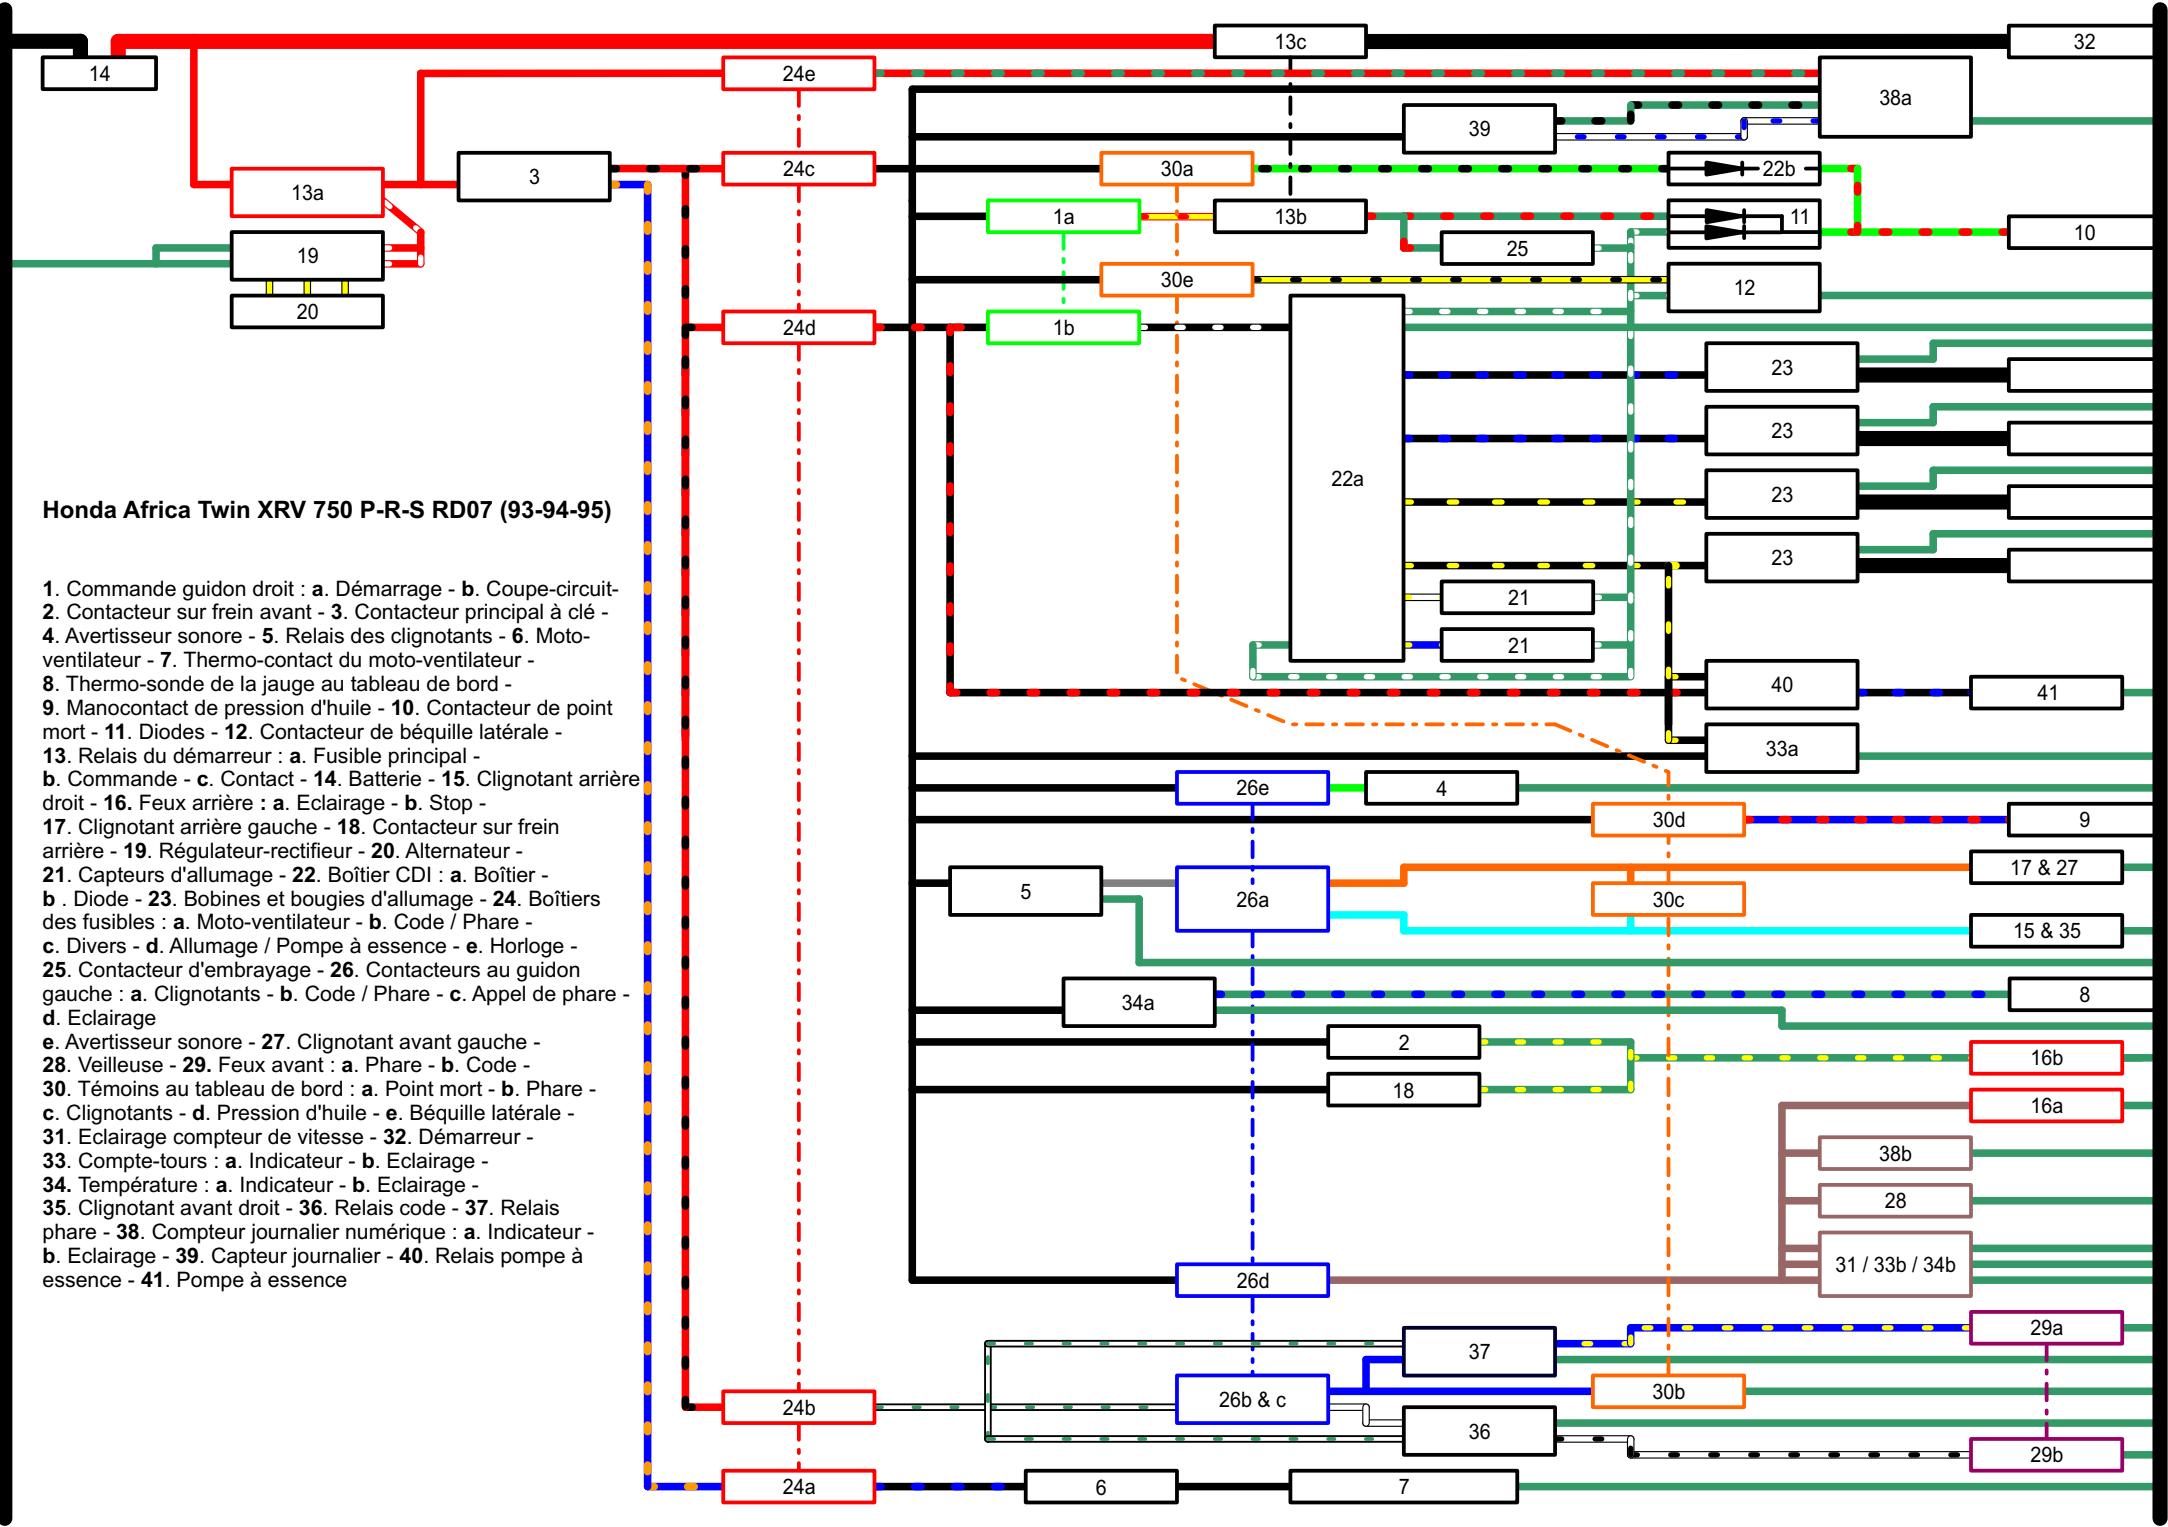 13c
32
14
24e
38a
39
3
24c
30a
22b
13a
1a
13b
11
10
19
25
30e
12
20
24d
1b
23
23
22a
23
23
21
21
40
41
33a
26e
4
30d
9
17 & 27
5
26a
30c
15 & 35
34a
8
2
16b
18
16a
38b
28
31 / 33b / 34b
26d
29a
37
26b & c
30b
24b
36
29b
24a
6
7
Honda Africa Twin XRV 750 P-R-S RD07 (93-94-95)
1. Commande guidon droit : a. Démarrage - b. Coupe-circuit-
2. Contacteur sur frein avant - 3. Contacteur principal à clé -
4. Avertisseur sonore - 5. Relais des clignotants - 6. Moto-
ventilateur - 7. Thermo-contact du moto-ventilateur -
8. Thermo-sonde de la jauge au tableau de bord -
9. Manocontact de pression d'huile - 10. Contacteur de point
mort - 11. Diodes - 12. Contacteur de béquille latérale -
13. Relais du démarreur : a. Fusible principal -
b. Commande - c. Contact - 14. Batterie - 15. Clignotant arrière
droit - 16. Feux arrière : a. Eclairage - b. Stop -
17. Clignotant arrière gauche - 18. Contacteur sur frein
arrière - 19. Régulateur-rectifieur - 20. Alternateur -
21. Capteurs d'allumage - 22. Boîtier CDI : a. Boîtier -
b . Diode - 23. Bobines et bougies d'allumage - 24. Boîtiers
des fusibles : a. Moto-ventilateur - b. Code / Phare -
c. Divers - d. Allumage / Pompe à essence - e. Horloge -
25. Contacteur d'embrayage - 26. Contacteurs au guidon
gauche : a. Clignotants - b. Code / Phare - c. Appel de phare -
d. Eclairage
e. Avertisseur sonore - 27. Clignotant avant gauche -
28. Veilleuse - 29. Feux avant : a. Phare - b. Code -
30. Témoins au tableau de bord : a. Point mort - b. Phare -
c. Clignotants - d. Pression d'huile - e. Béquille latérale -
31. Eclairage compteur de vitesse - 32. Démarreur -
33. Compte-tours : a. Indicateur - b. Eclairage -
34. Température : a. Indicateur - b. Eclairage -
35. Clignotant avant droit - 36. Relais code - 37. Relais
phare - 38. Compteur journalier numérique : a. Indicateur -
b. Eclairage - 39. Capteur journalier - 40. Relais pompe à
essence - 41. Pompe à essence